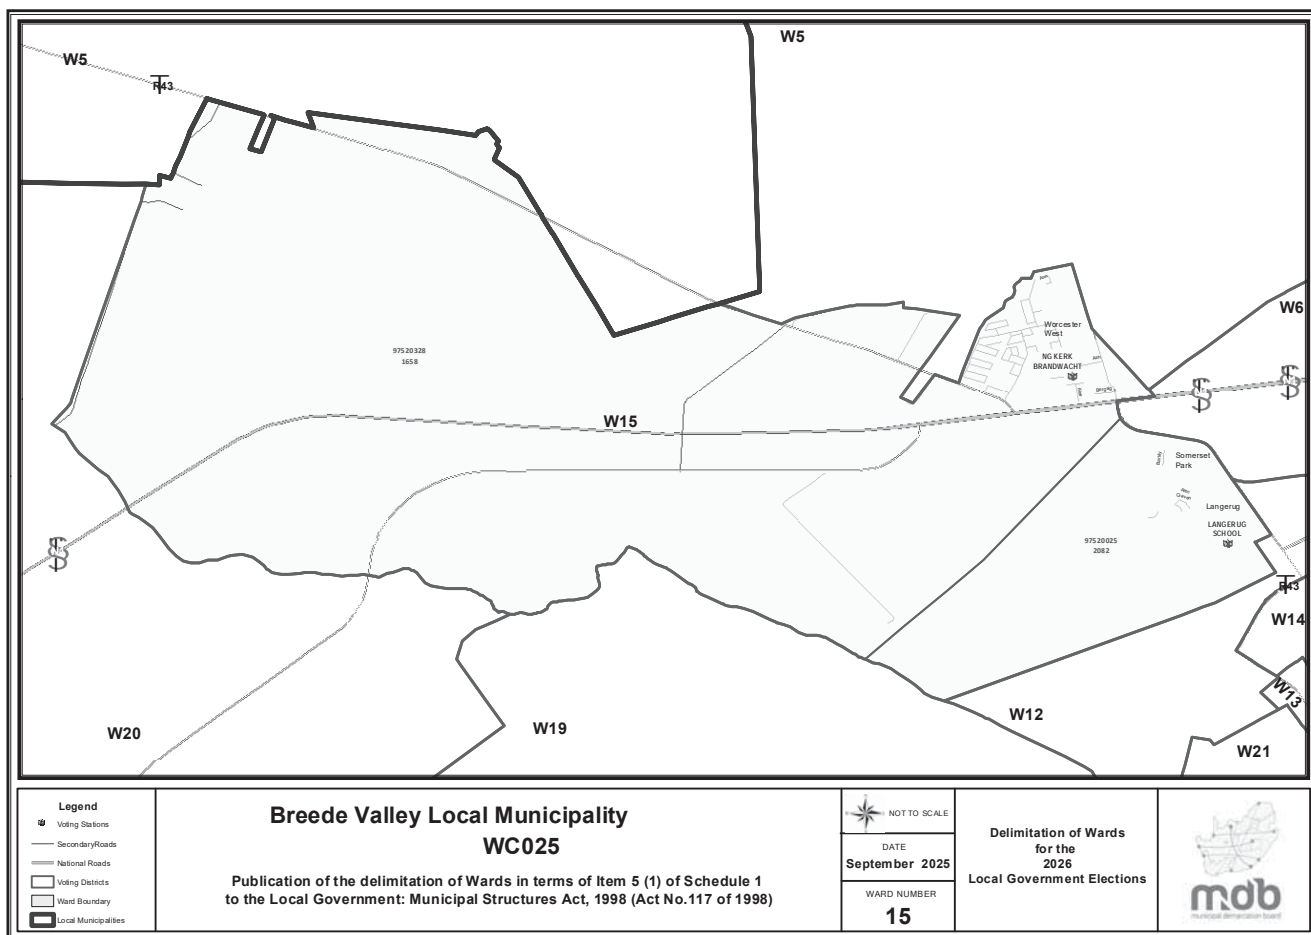 W5
W5
R43
W6
Worcester
West
NG KERK
BRANDWACHT
97520328
1658
W15
Somerset
Park
Langerug
LANGERUG
SCHOOL
97520025
2082
R43
W14
W13
W12
W19
W20
W21
Legend
Voting Stations
SecondaryRoads
National Roads
Voting Districts
Ward Boundary
Local Municipalities
Breede Valley Local Municipality
WC025
Publication of the delimitation of Wards in terms of Item 5 (1) of Schedule 1
to the Local Government: Municipal Structures Act, 1998 (Act No.117 of 1998)
NOT TO SCALE
DATE
September 2025
WARD NUMBER
15
Delimitation of Wards
for the
2026
Local Government Elections
mdb
municipal demarcation board